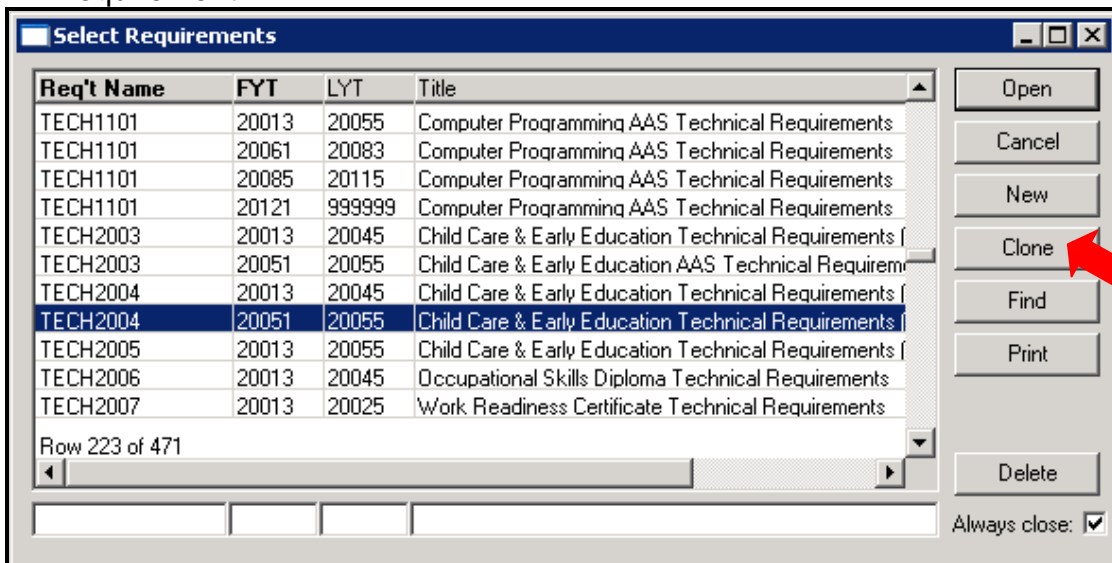 Select Requirements
Req't Name FYT LYT Title
TECH1101 20013 20055 Computer Programming AAS Technical Requirements
TECH1101 20061 20083 Computer Programming AAS Technical Requirements
TECH1101 20085 20115 Computer Programming AAS Technical Requirements
TECH1101 20121 999999 Computer Programming AAS Technical Requirements
TECH2003 20013 20045 Child Care & Early Education Technical Requirements (
TECH2003 20051 20055 Child Care & Early Education AAS Technical Requirem
TECH2004 20013 20045 Child Care & Early Education Technical Requirements (
TECH2004 20051 20055 Child Care & Early Education Technical Requirements (
TECH2005 20013 20055 Child Care & Early Education Technical Requirements (
TECH2006 20013 20045 Occupational Skills Diploma Technical Requirements
TECH2007 20013 20025 Work Readiness Certificate Technical Requirements
Row 223 of 471
Open
Cancel
New
Clone
Find
Print
Delete
Always close: